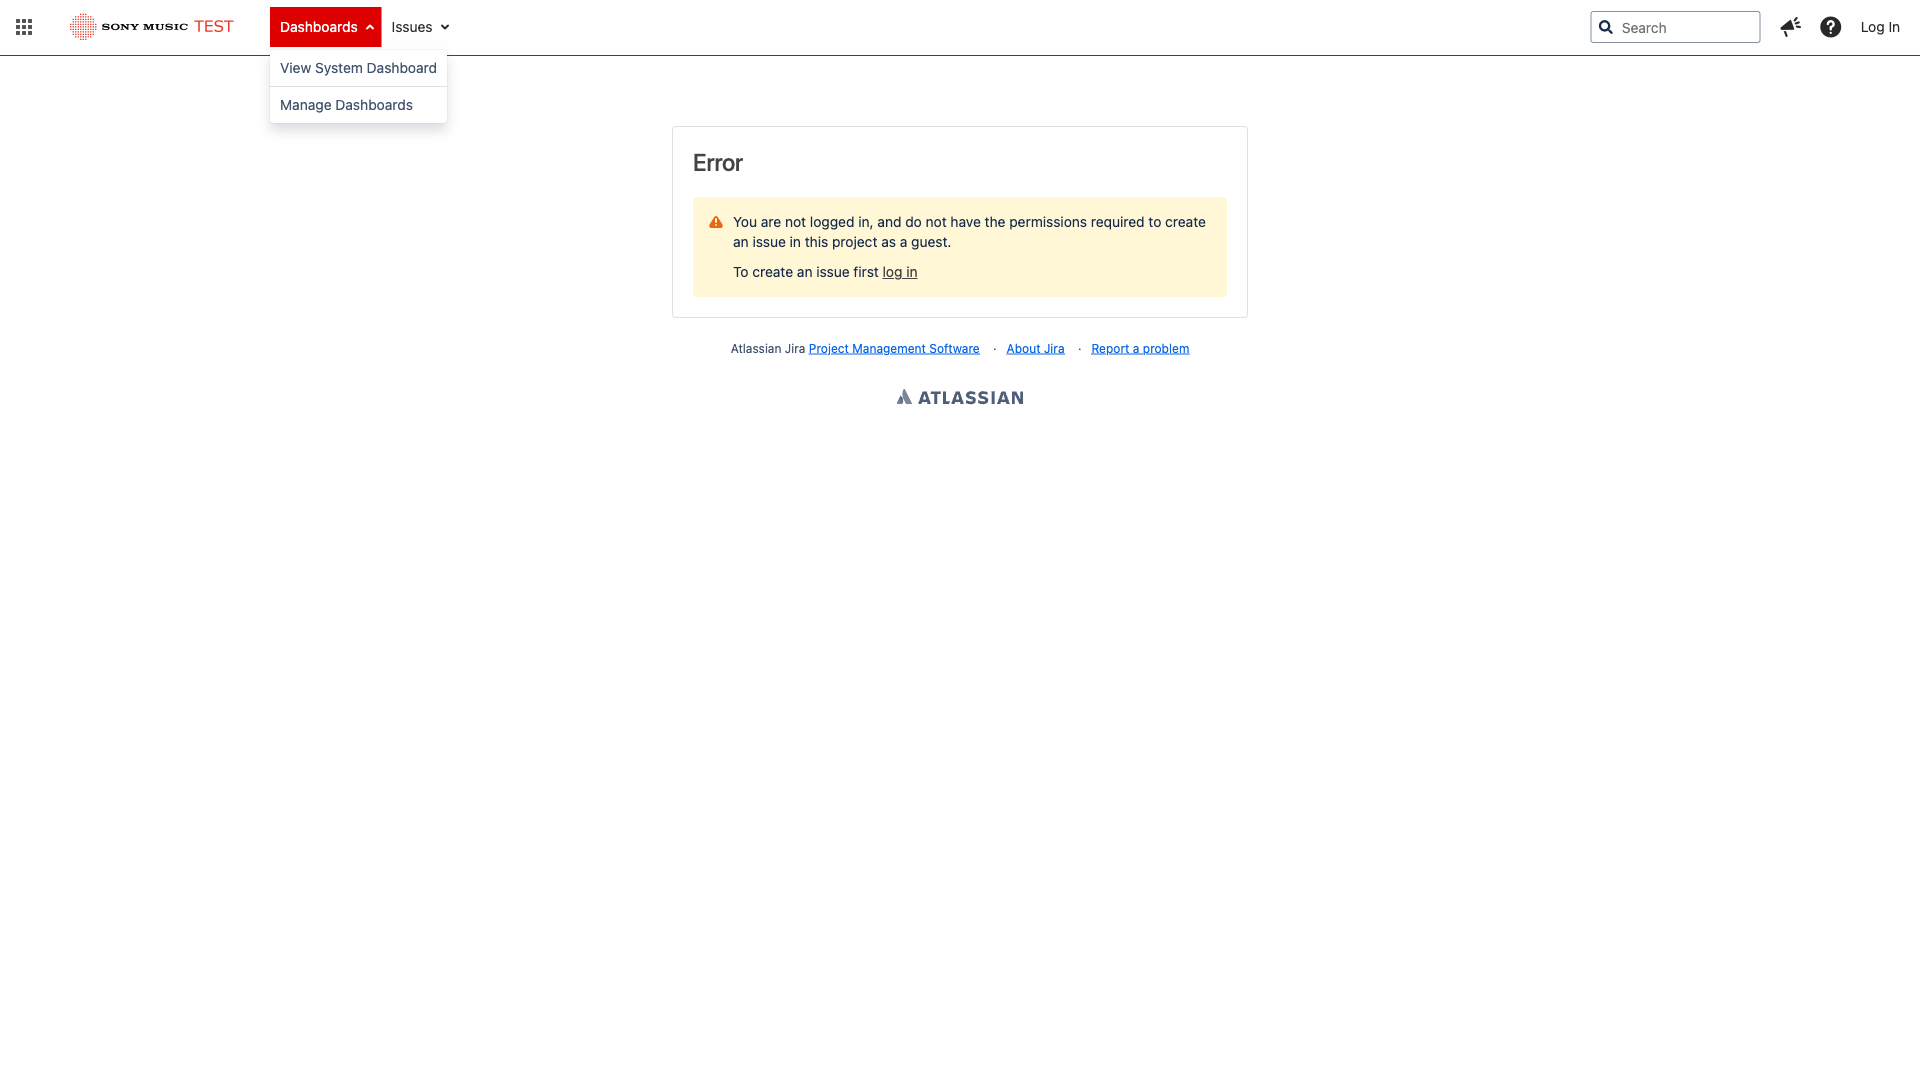 SONY MUSIC TEST
Dashboards
Issues
Search
Log In
View System Dashboard
Manage Dashboards
Error
You are not logged in, and do not have the permissions required to create
an issue in this project as a guest.
To create an issue first log in
Atlassian Jira Project Management Software · About Jira · Report a problem
ATLASSIAN